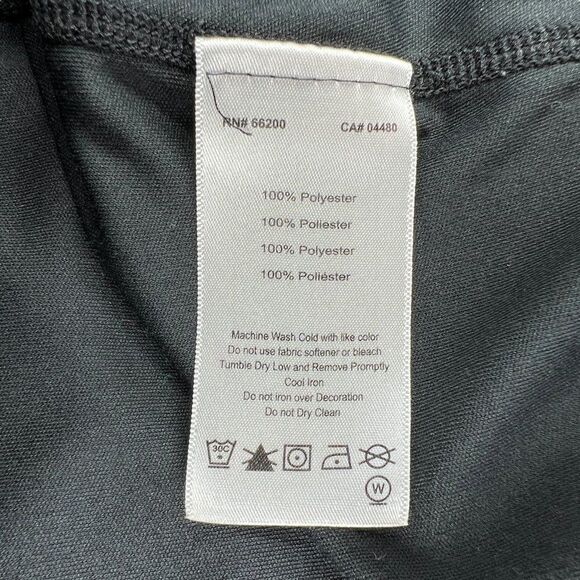 RN# 66200 CA# 04480
100% Polyester
100% Poliester
100% Polyester
100% Poliéster
Machine Wash Cold with like color
Do not use fabric softener or bleach
Tumble Dry Low and Remove Promptly
Cool Iron
Do not iron over Decoration
Do not Dry Clean
30C
W